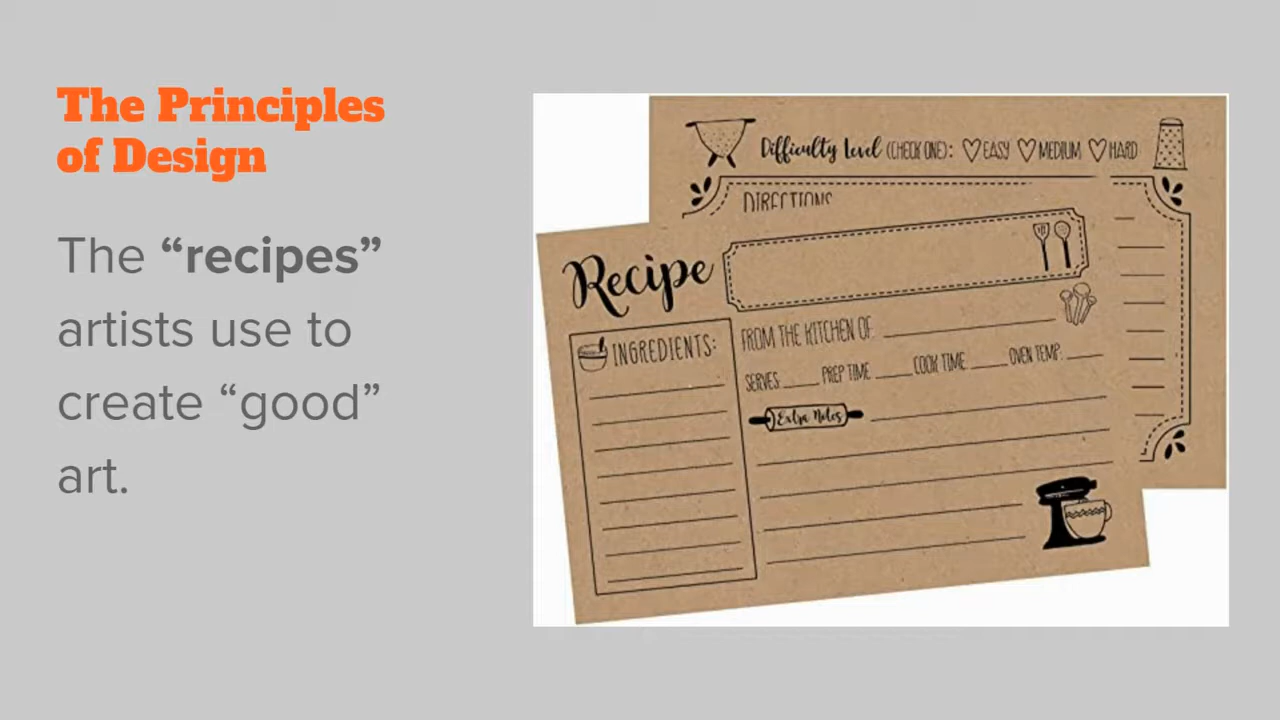 The Principles
of Design
The “recipes”
artists use to
create “good”
art.
Difficulty Level (CHECK ONE): EASY MEDIUM HARD
DIRECTIONS
Recipe
INGREDIENTS:
FROM THE KITCHEN OF:
SERVES: PREP TIME COOK TIME: OVEN TEMP:
Extra Notes